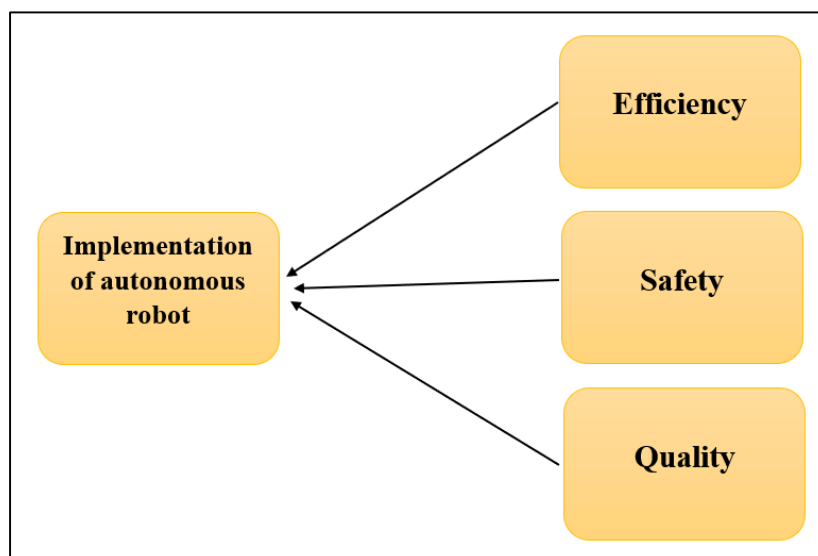 Implementation
of autonomous
robot
Efficiency
Safety
Quality